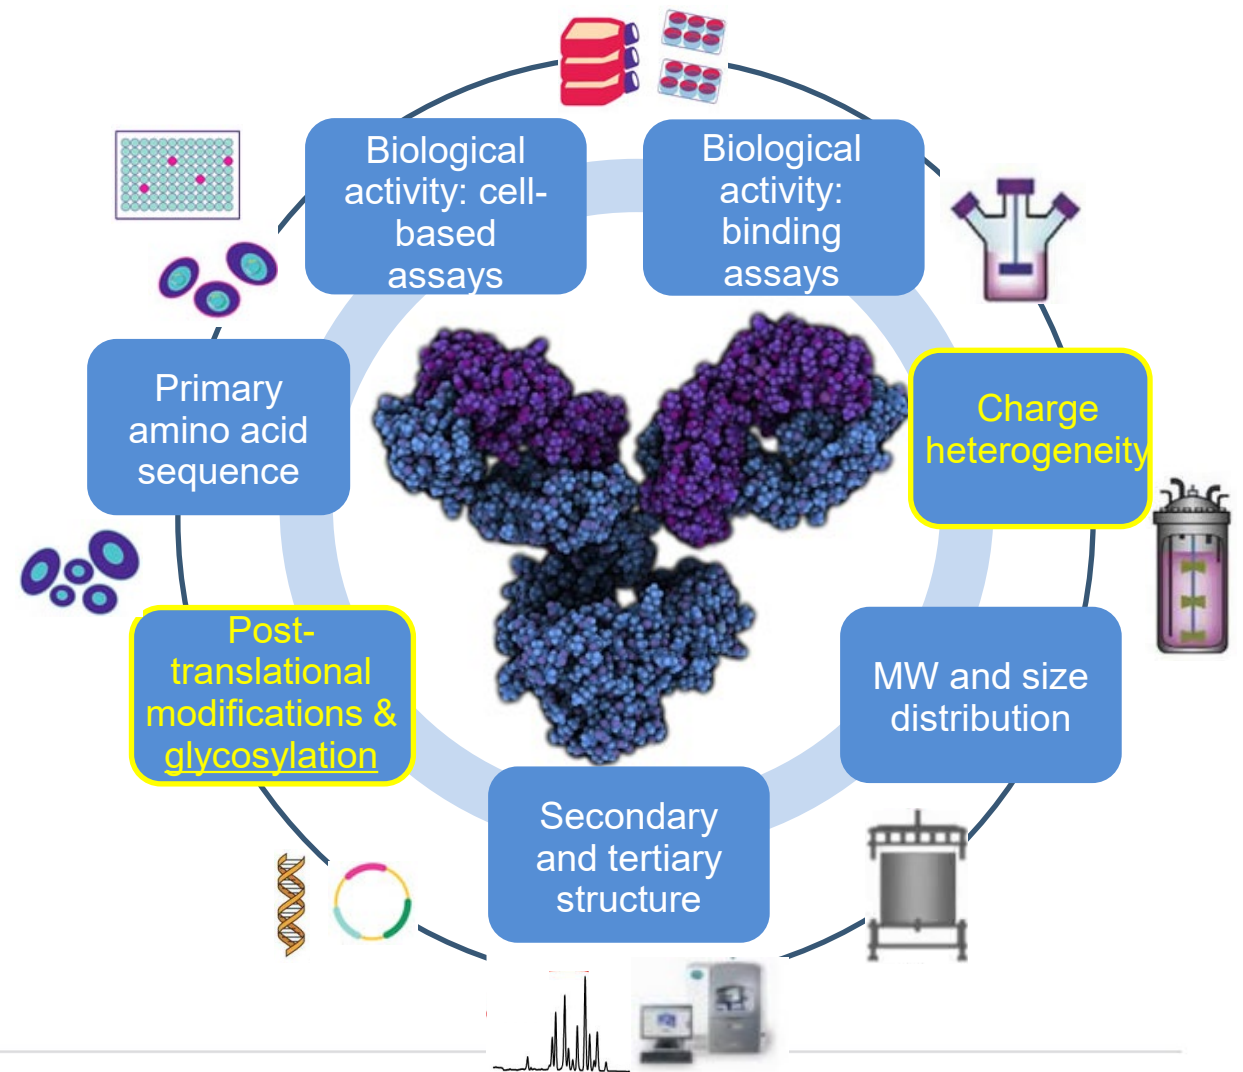 Biological
activity: cell-
based
assays
Biological
activity:
binding
assays
Primary
amino acid
sequence
Charge
heterogeneity
Post-
translational
modifications &
glycosylation
MW and size
distribution
Secondary
and tertiary
structure